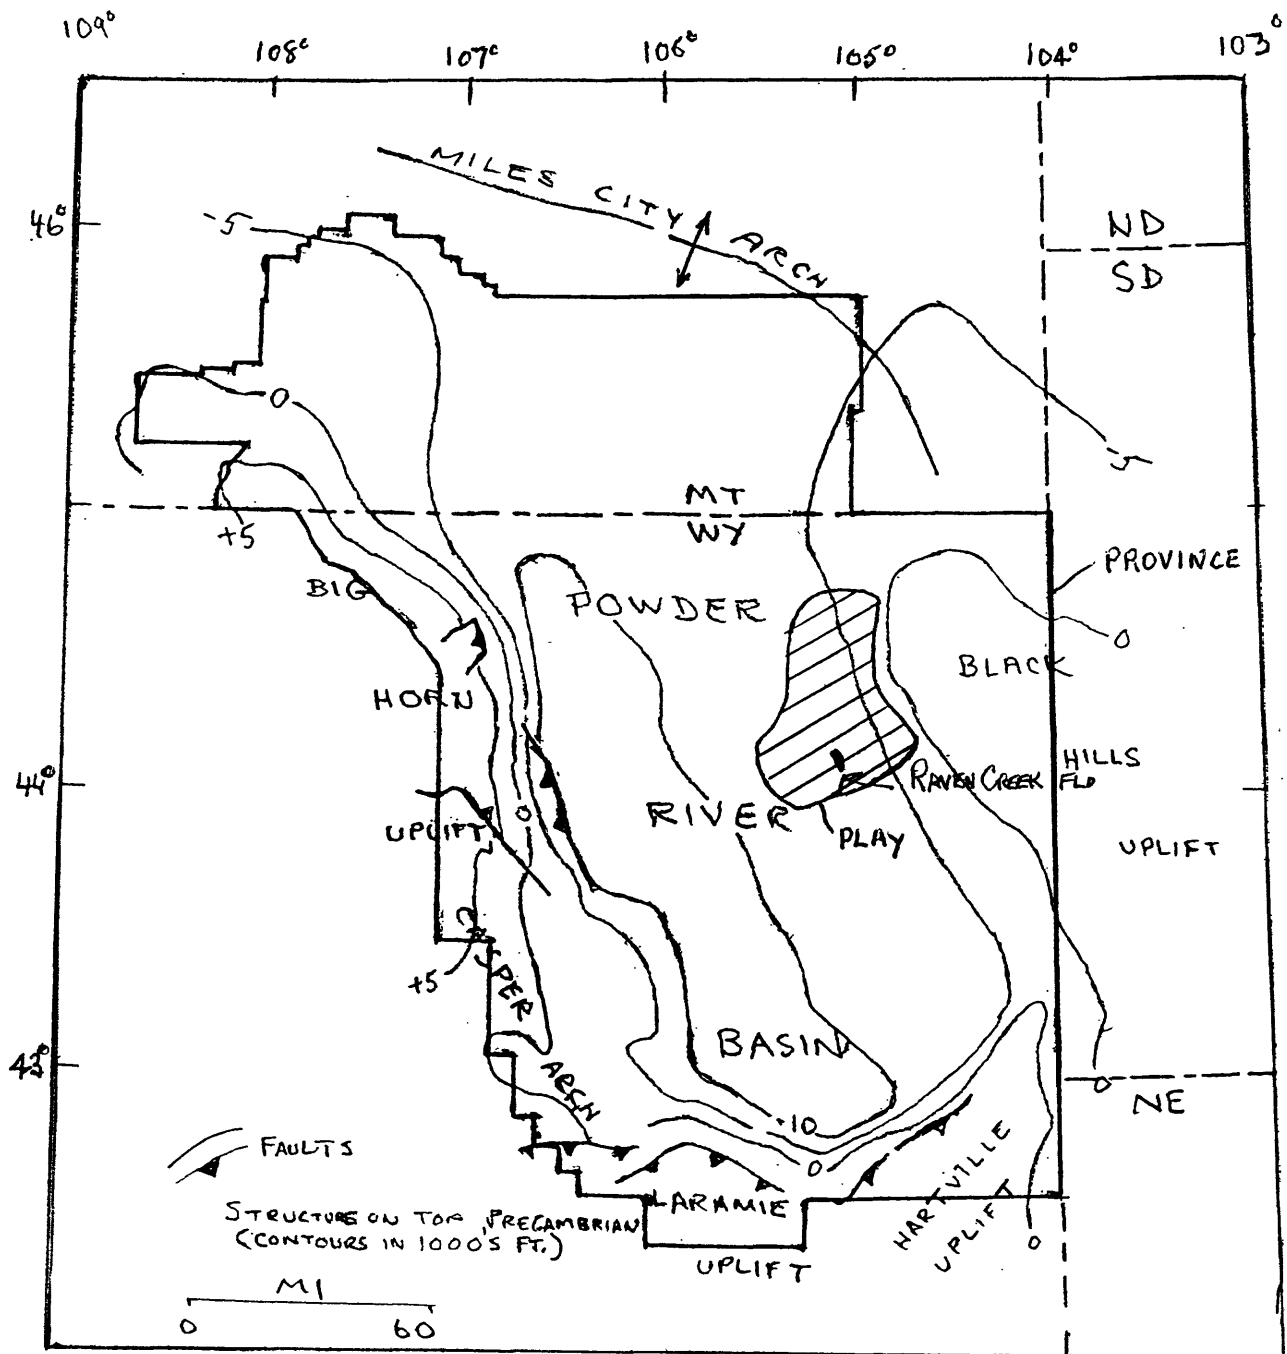 109°
108°
107°
106°
105°
104°
103°
MILES CITY ARCH
46°
-5
ND
SD
0
-5
MT
WY
+5
PROVINCE
BIG
POWDER
0
BLACK
HORN
HILLS
44°
RAVEN CREEK FLD
0
RIVER
UPLIFT
PLAY
UPLIFT
CASPER
+5
BASIN
43°
ARCH
0
NE
-10
FAULTS
0
HARTVILLE
UPLIFT
LARAMIE
STRUCTURE ON TOP PRECAMBRIAN
(CONTOURS IN 1000'S FT.)
0
UPLIFT
MI
0 60